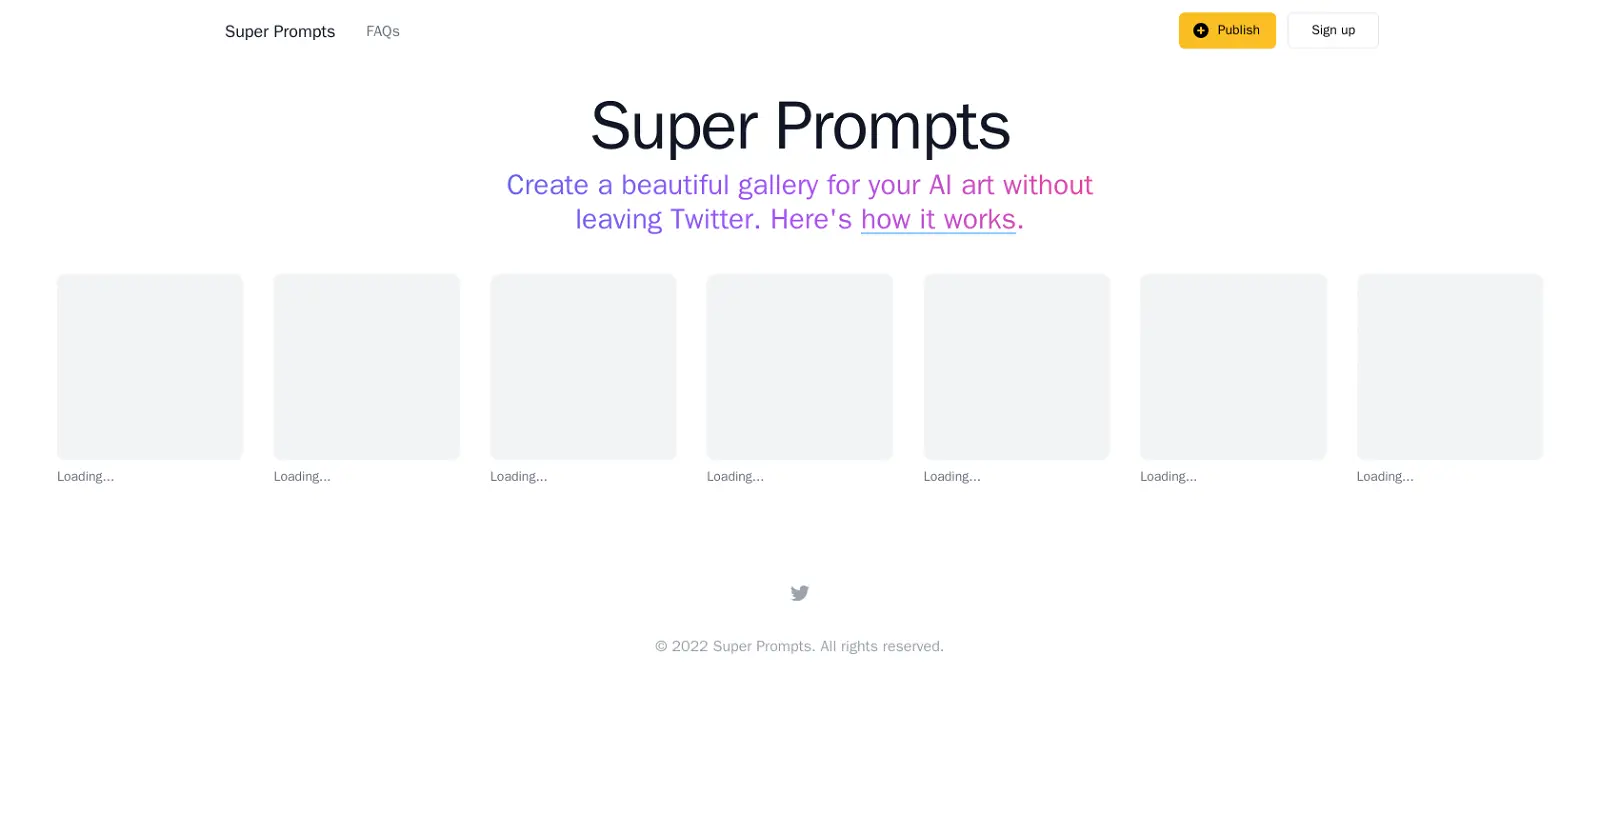 Super Prompts
FAQs
Publish
Sign up
Super Prompts
Create a beautiful gallery for your AI art without
leaving Twitter. Here's how it works.
Loading...
Loading...
Loading...
Loading...
Loading...
Loading...
Loading...
© 2022 Super Prompts. All rights reserved.